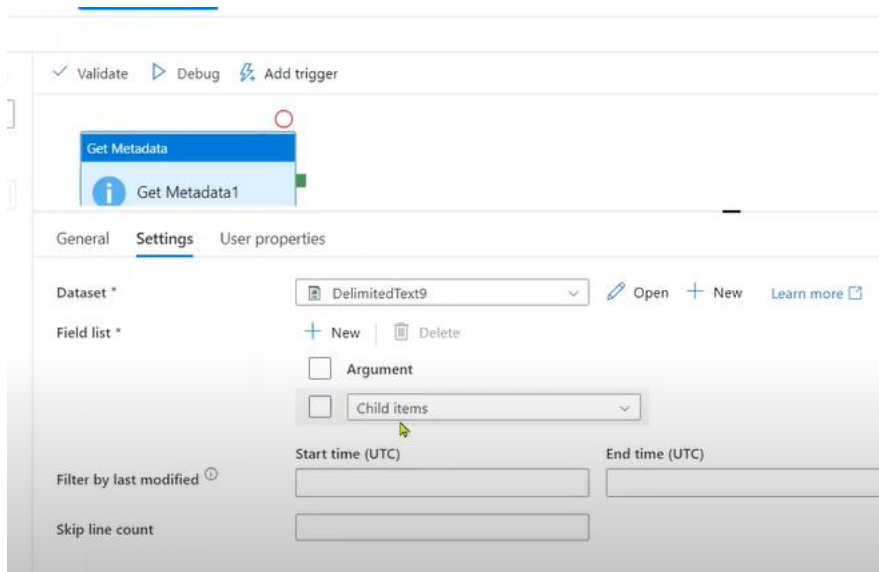 Validate Debug Add trigger
Get Metadata
Get Metadata1
General Settings User properties
Dataset * DelimitedText9 Open New Learn more
Field list * New Delete
Argument
Child items
Start time (UTC) End time (UTC)
Filter by last modified
Skip line count